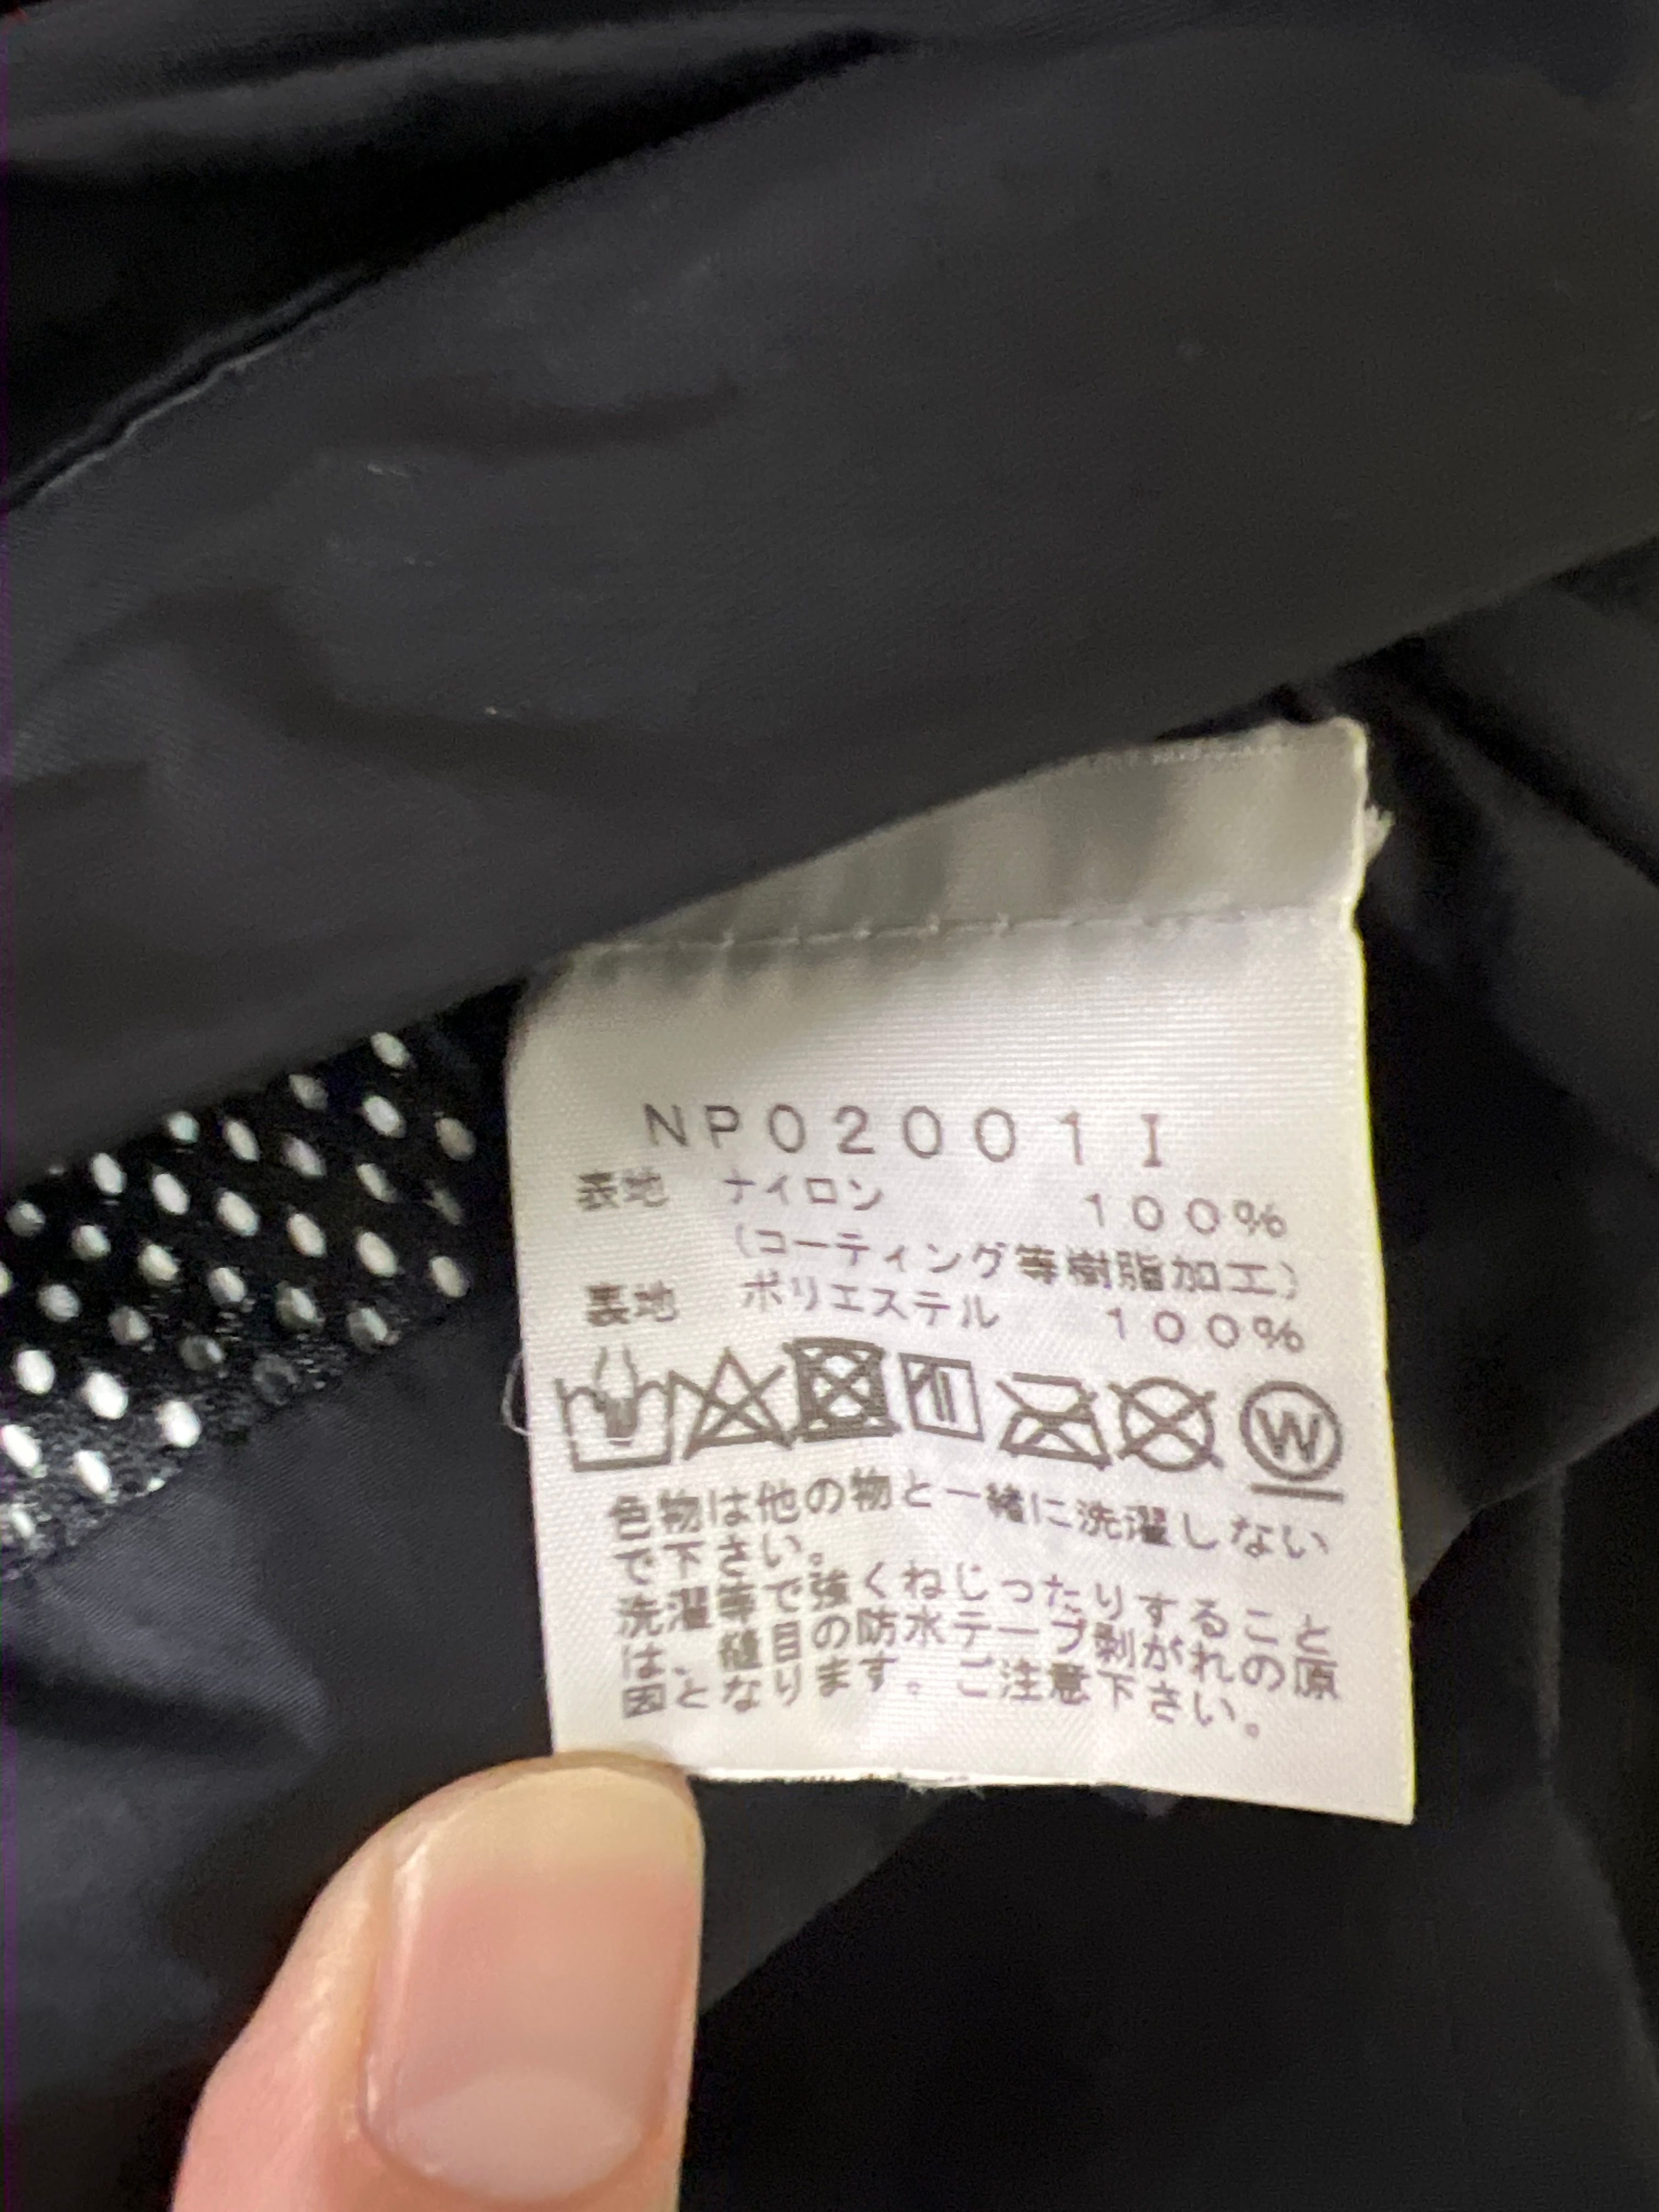 NP02001I
表地 ナイロン 100%
(コーティング等樹脂加工)
裏地 ポリエステル 100%
W
色物は他の物と一緒に洗濯しない
で下さい。
洗濯等で強くねじったりすること
は、縫目の防水テープ剥がれの原
因となります。ご注意下さい。